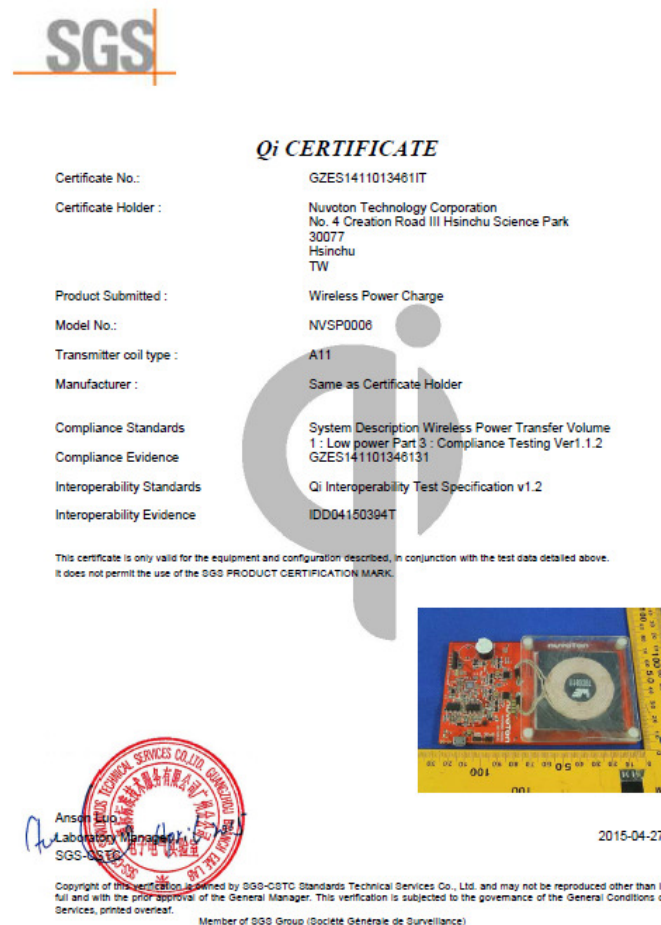 SGS
Qi CERTIFICATE
Certificate No.: GZES1411013461IT
Certificate Holder : Nuvoton Technology Corporation
No. 4 Creation Road III Hsinchu Science Park
30077
Hsinchu
TW
Product Submitted : Wireless Power Charge
Model No.: NVSP0006
Transmitter coil type : A11
Manufacturer : Same as Certificate Holder
Compliance Standards System Description Wireless Power Transfer Volume
1 : Low power Part 3 : Compliance Testing Ver1.1.2
Compliance Evidence GZES141101346131
Interoperability Standards Qi Interoperability Test Specification v1.2
Interoperability Evidence IDD04150394T
This certificate is only valid for the equipment and configuration described, in conjunction with the test data detailed above.
It does not permit the use of the SGS PRODUCT CERTIFICATION MARK.
nuvoTon
Anson Luo
Laboratory Manager
SGS-CSTC
2015-04-27
Copyright of this verification is owned by SGS-CSTC Standards Technical Services Co., Ltd. and may not be reproduced other than in
full and with the prior approval of the General Manager. This verification is subjected to the governance of the General Conditions of
Services, printed overleaf.
Member of SGS Group (Société Générale de Surveillance)